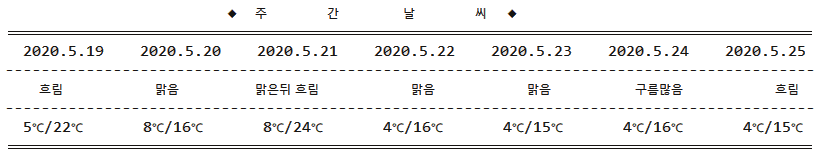 ◆ 주 간 날 씨 ◆
2020.5.19 2020.5.20 2020.5.21 2020.5.22 2020.5.23 2020.5.24 2020.5.25
흐림 맑음 맑은뒤 흐림 맑음 맑음 구름많음 흐림
5℃/22℃ 8℃/16℃ 8℃/24℃ 4℃/16℃ 4℃/15℃ 4℃/16℃ 4℃/15℃